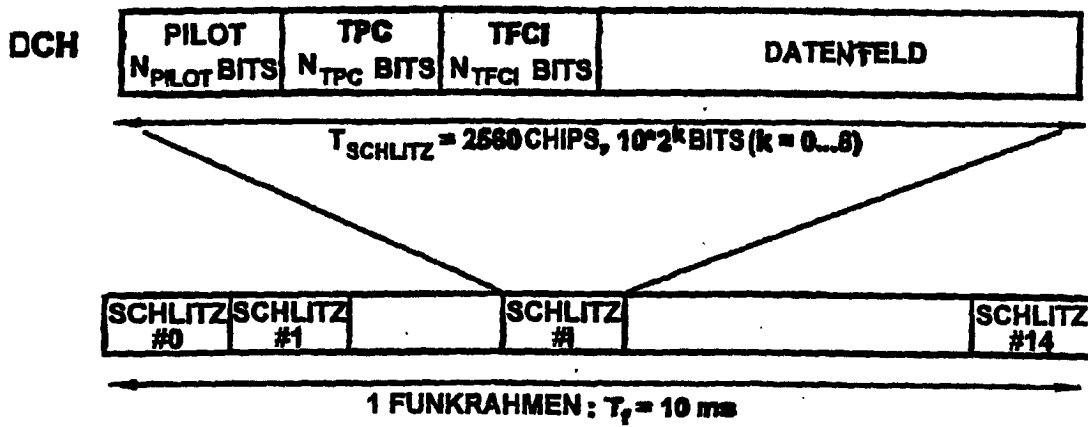 DCH
PILOT TPC TFCI DATENFELD
N_PILOT BITS N_TPC BITS N_TFCI BITS
T_SCHLITZ = 2560 CHIPS, 10*2^k BITS (k = 0...6)
SCHLITZ SCHLITZ SCHLITZ SCHLITZ
#0 #1 #i #14
1 FUNKRAHMEN : T_f = 10 ms